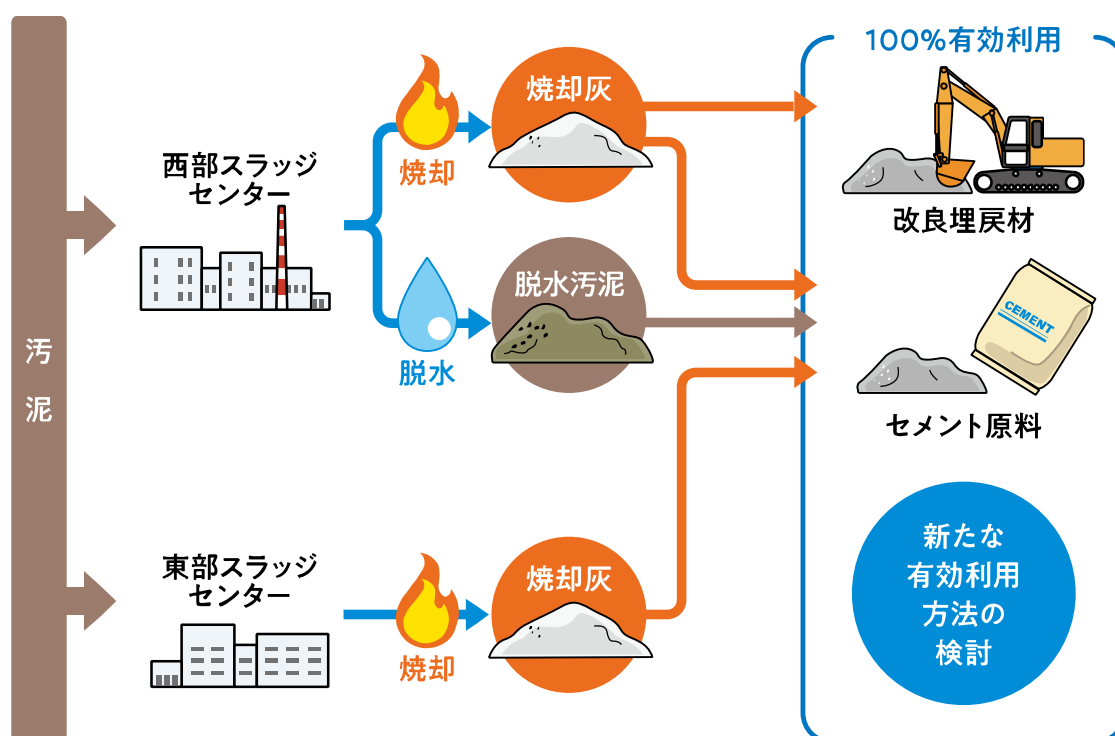 汚
泥
西部スラッジ
センター
焼却
焼却灰
脱水
脱水汚泥
東部スラッジ
センター
焼却
焼却灰
100%有効利用
改良埋戻材
CEMENT
セメント原料
新たな
有効利用
方法の
検討